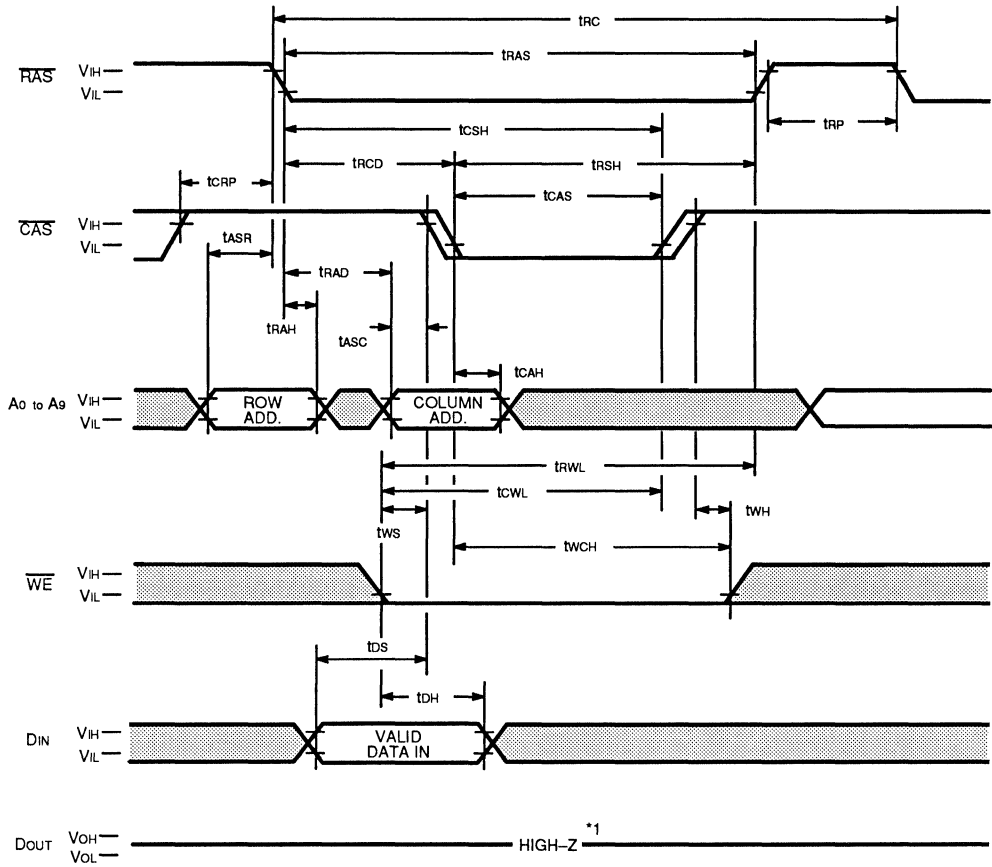 tRC
tRAS
RAS VIH
VIL
tCSH
tRP
tRCD
tRSH
tCRP
tCAS
CAS VIH
VIL
tASR
tRAD
tRAH
tASC
tCAH
A0 to A9 VIH
VIL
ROW
ADD.
COLUMN
ADD.
tRWL
tCWL
tWS
tWH
tWCH
WE VIH
VIL
tDS
tDH
DIN VIH
VIL
VALID
DATA IN
DOUT VOH
VOL
HIGH–Z *1